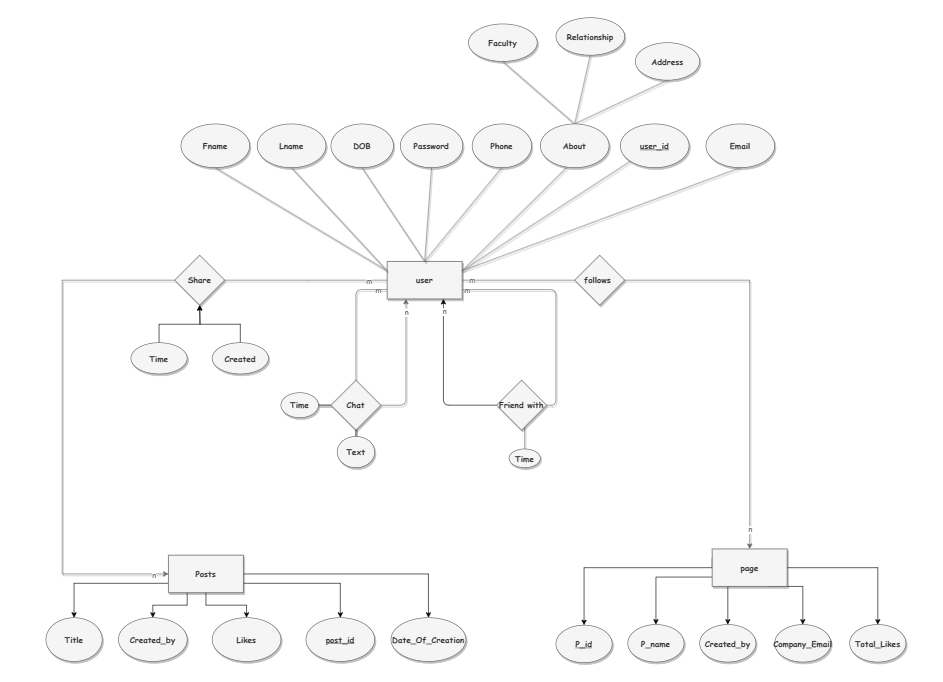 Relationship
Faculty
Address
Fname
Lname
DOB
Password
Phone
About
user_id
Email
Share
user
follows
m
m
m
m
n
n
Time
Created
Time
Chat
Friend with
Text
Time
n
n
Posts
page
Title
Created_by
Likes
post_id
Date_Of_Creation
P_id
P_name
Created_by
Company_Email
Total_Likes